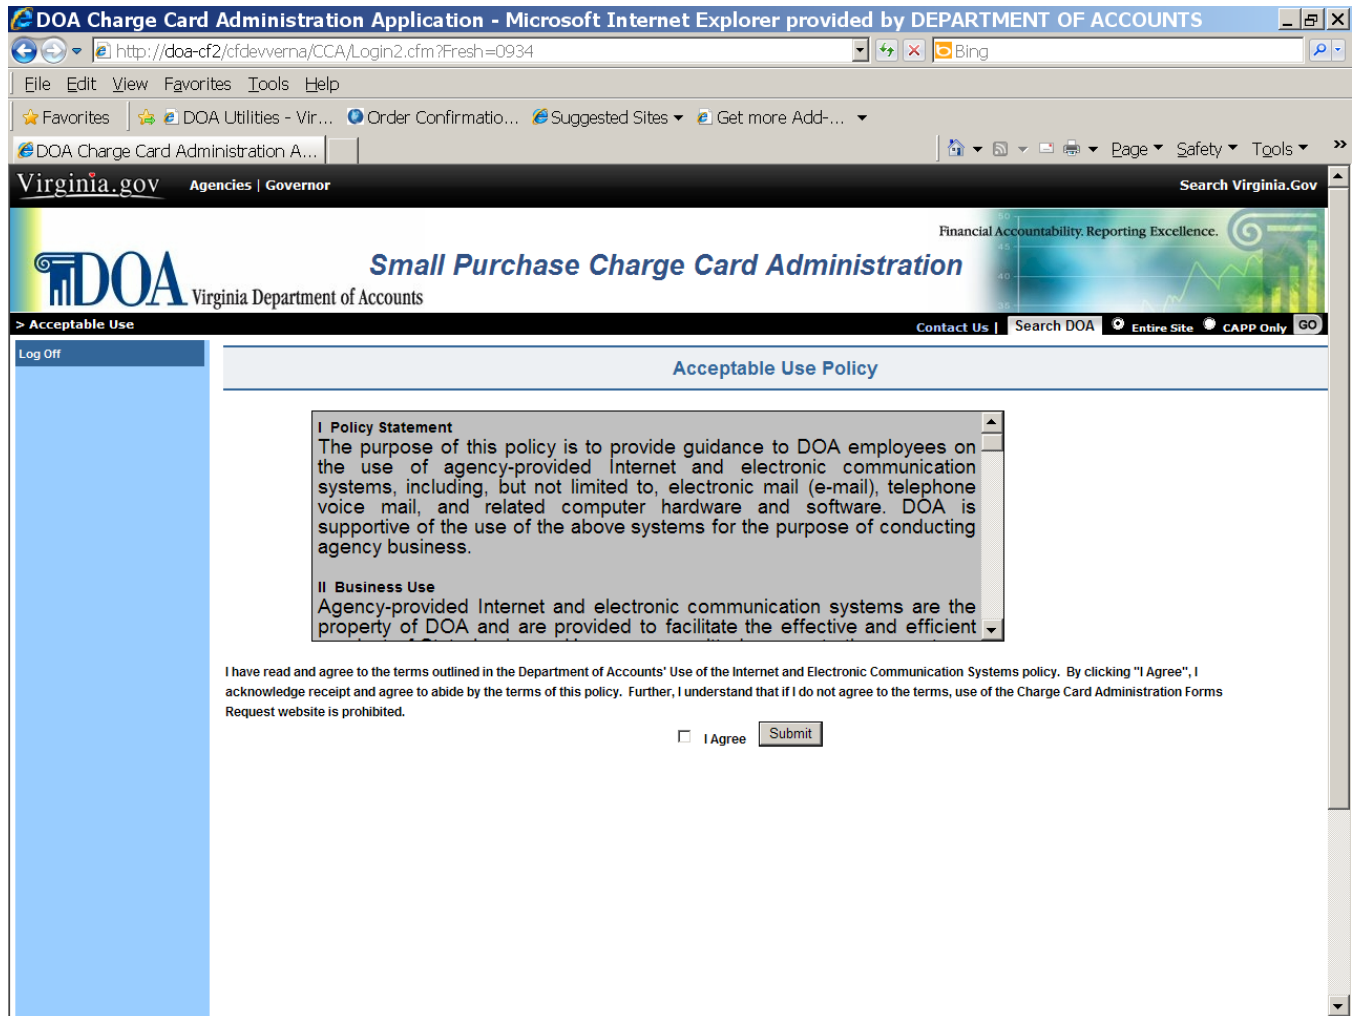 DOA Charge Card Administration Application - Microsoft Internet Explorer provided by DEPARTMENT OF ACCOUNTS
http://doa-cf2/cfdevverna/CCA/Login2.cfm?Fresh=0934
Bing
File Edit View Favorites Tools Help
Favorites DOA Utilities - Vir... Order Confirmatio... Suggested Sites Get more Add-...
DOA Charge Card Administration A... Page Safety Tools »
Virginia.gov Agencies | Governor Search Virginia.Gov
Financial Accountability. Reporting Excellence.
Small Purchase Charge Card Administration
DOA Virginia Department of Accounts
50
45
40
35
> Acceptable Use Contact Us | Search DOA Entire Site CAPP Only GO
Log Off
Acceptable Use Policy
I Policy Statement
The purpose of this policy is to provide guidance to DOA employees on
the use of agency-provided Internet and electronic communication
systems, including, but not limited to, electronic mail (e-mail), telephone
voice mail, and related computer hardware and software. DOA is
supportive of the use of the above systems for the purpose of conducting
agency business.
II Business Use
Agency-provided Internet and electronic communication systems are the
property of DOA and are provided to facilitate the effective and efficient
I have read and agree to the terms outlined in the Department of Accounts' Use of the Internet and Electronic Communication Systems policy. By clicking "I Agree", I
acknowledge receipt and agree to abide by the terms of this policy. Further, I understand that if I do not agree to the terms, use of the Charge Card Administration Forms
Request website is prohibited.
I Agree Submit